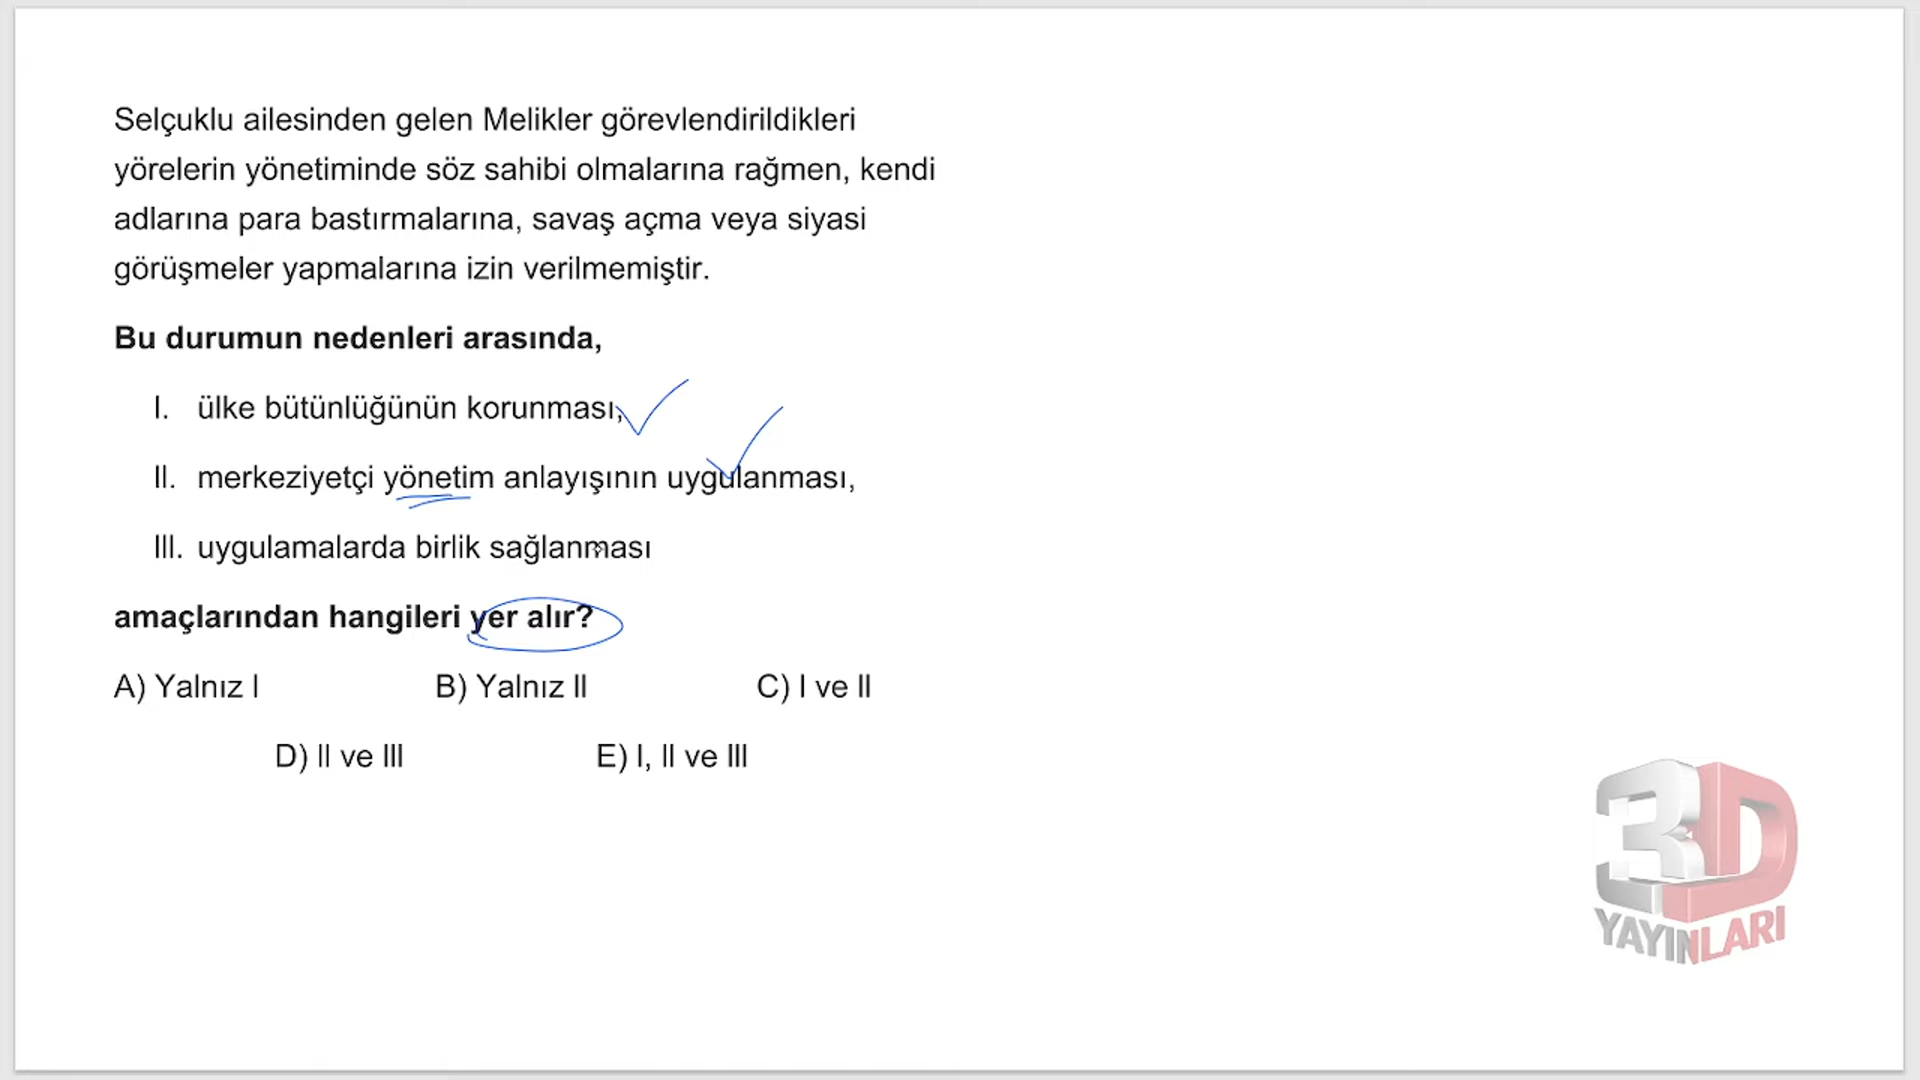 Selçuklu ailesinden gelen Melikler görevlendirildikleri
yörelerin yönetiminde söz sahibi olmalarına rağmen, kendi
adlarına para bastırmalarına, savaş açma veya siyasi
görüşmeler yapmalarına izin verilmemiştir.
Bu durumun nedenleri arasında,
I. ülke bütünlüğünün korunması,
II. merkeziyetçi yönetim anlayışının uygulanması,
III. uygulamalarda birlik sağlanması
amaçlarından hangileri yer alır?
A) Yalnız I B) Yalnız II C) I ve II
D) II ve III E) I, II ve III
3D
YAYINLARI